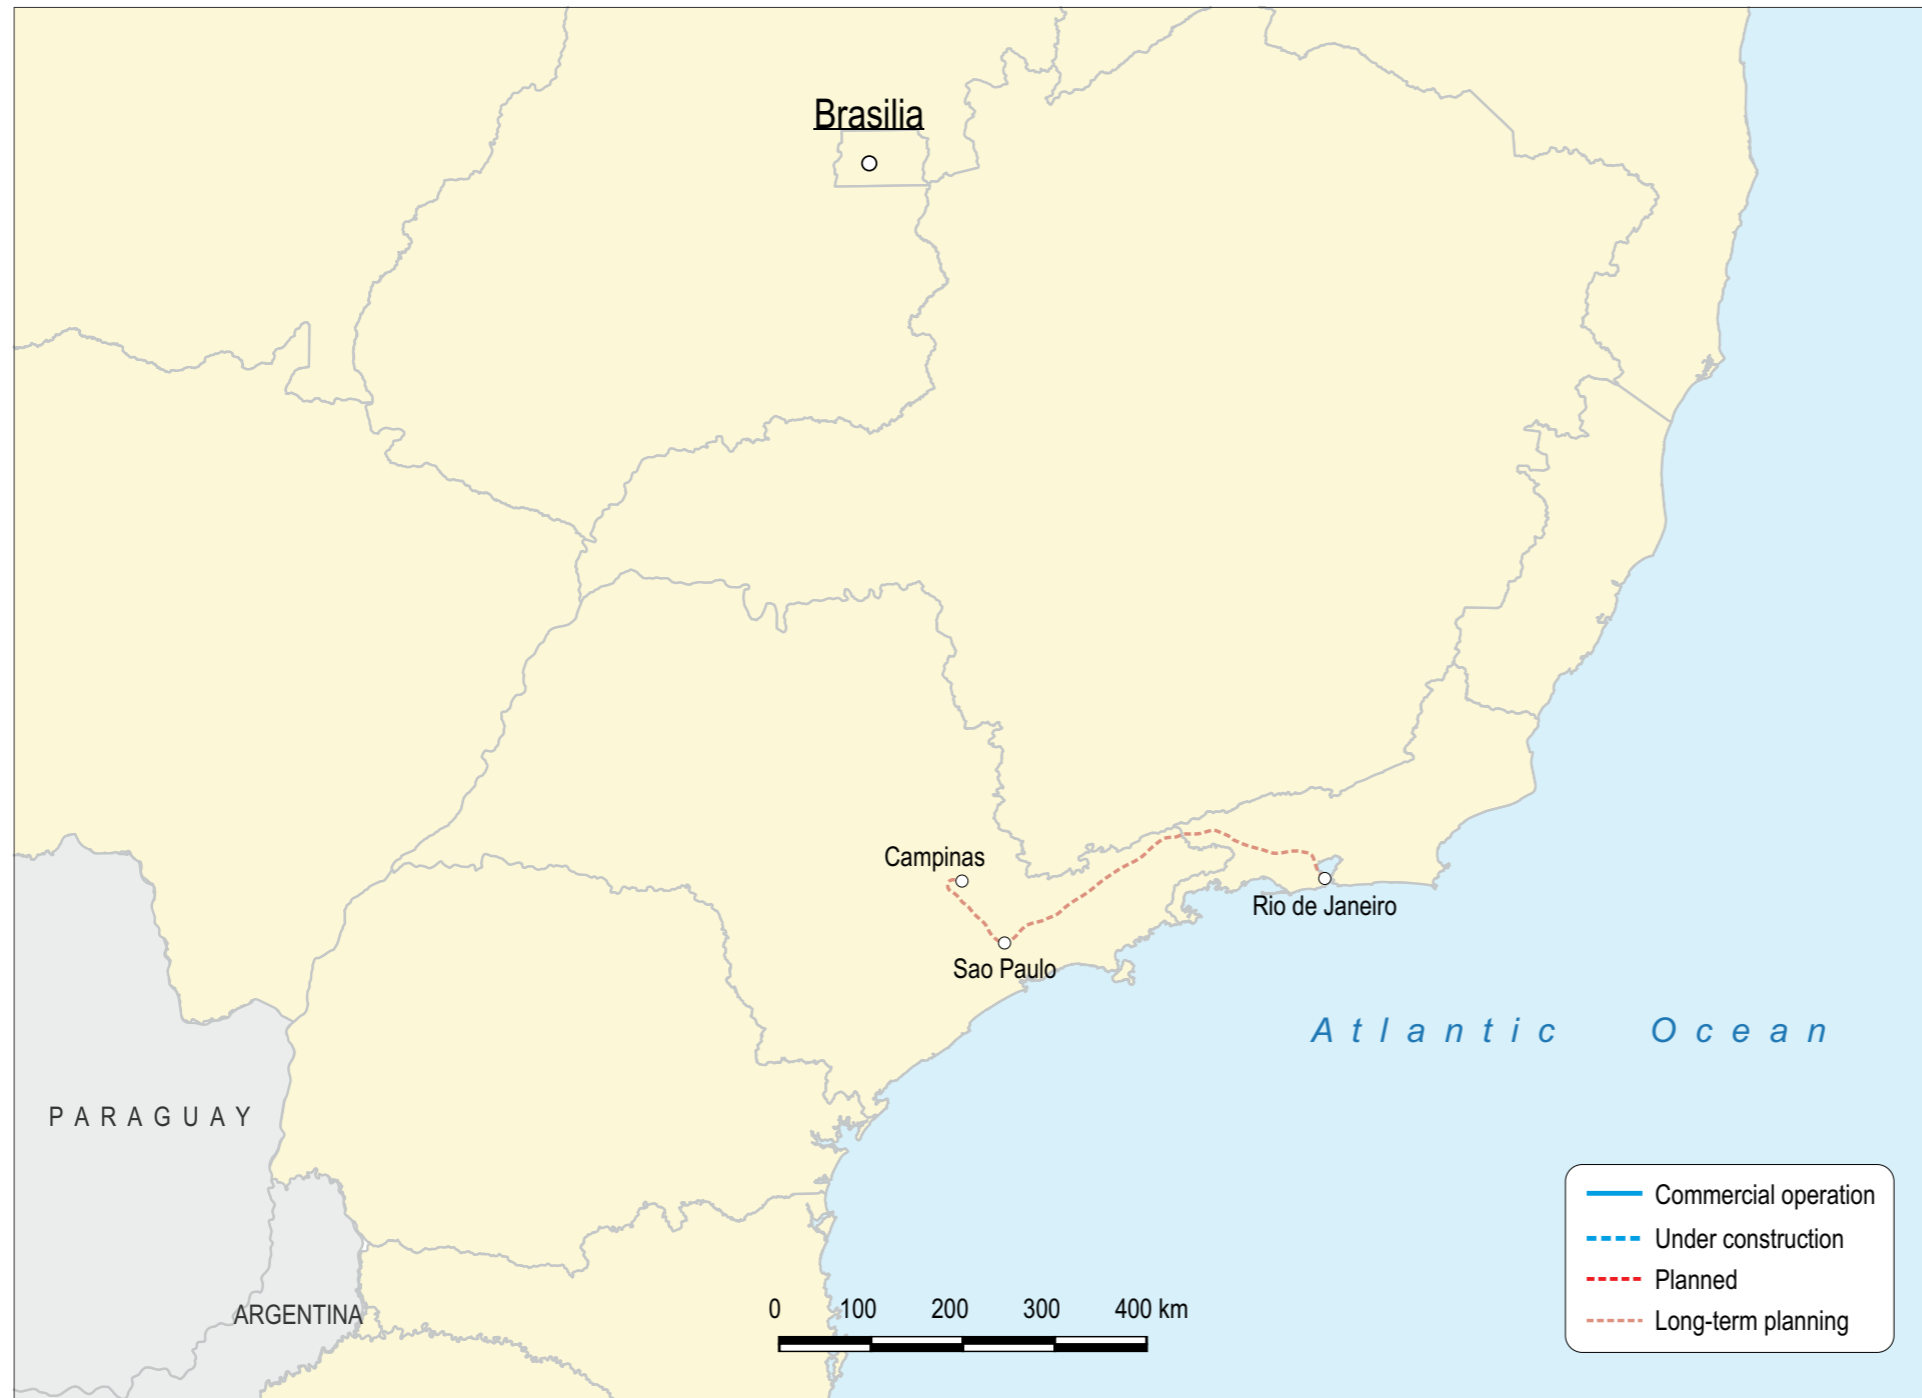 Brasilia
Campinas
Rio de Janeiro
Sao Paulo
Atlantic Ocean
PARAGUAY
ARGENTINA
0 100 200 300 400 km
Commercial operation
Under construction
Planned
Long-term planning